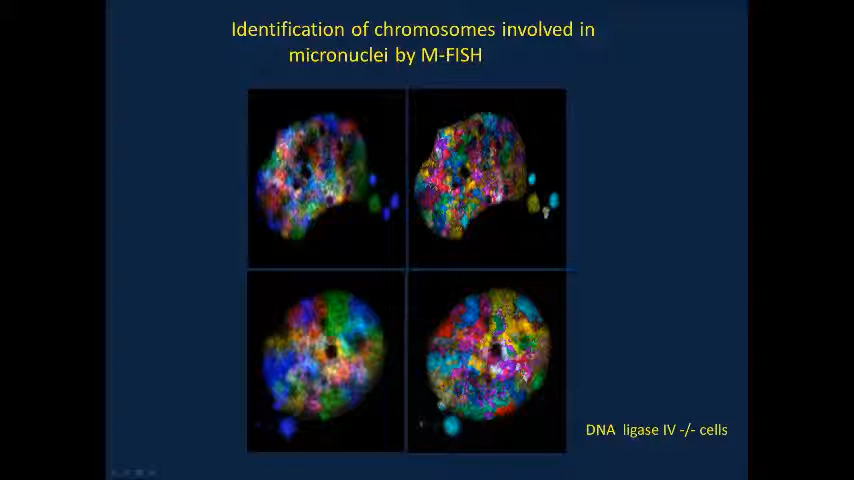 Identification of chromosomes involved in
micronuclei by M-FISH
DNA ligase IV -/- cells